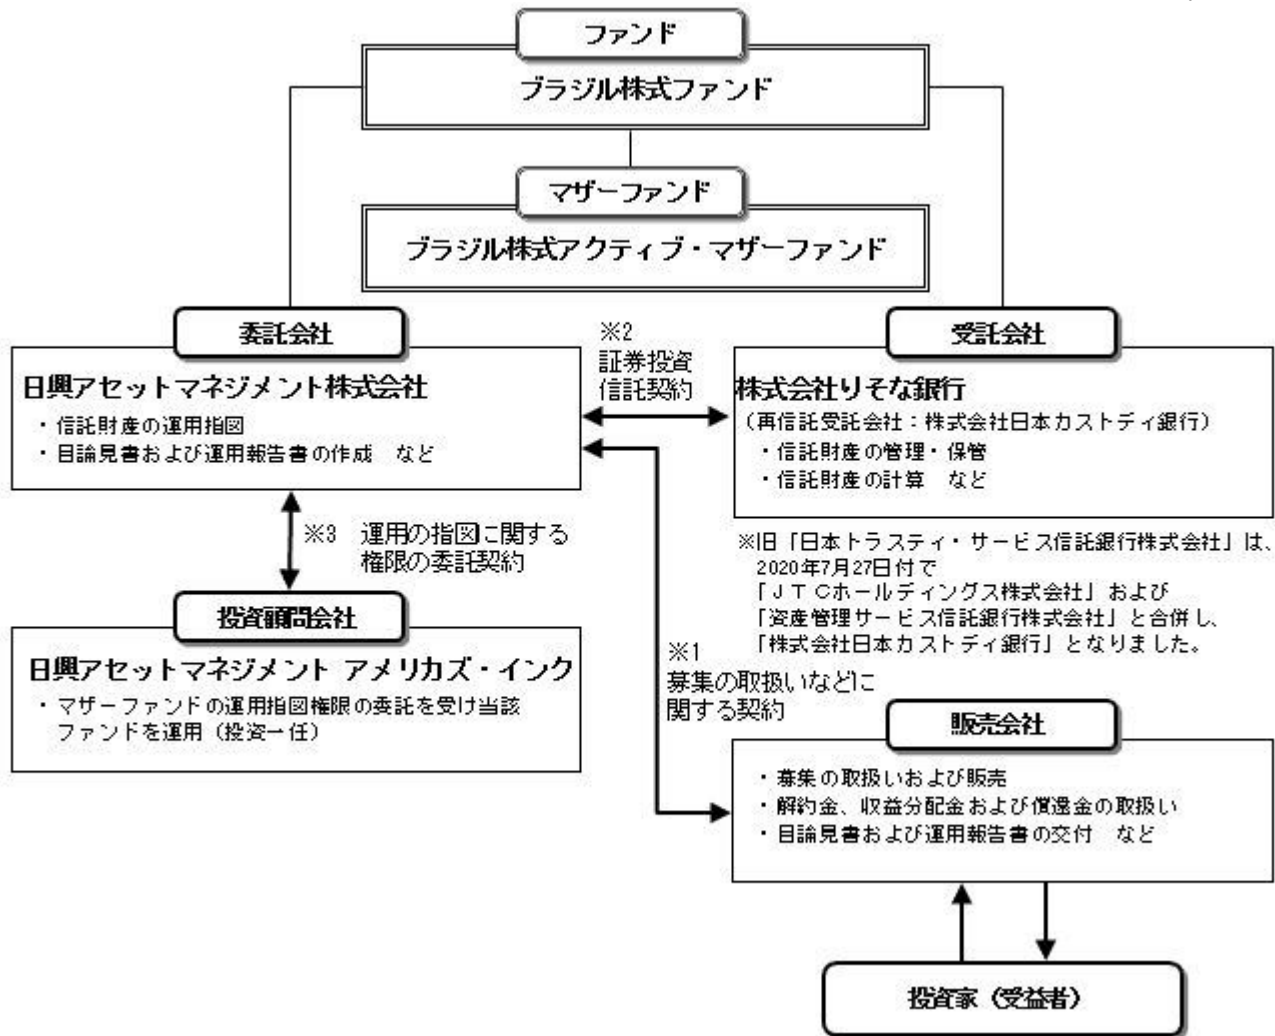 ファンド
ブラジル株式ファンド
マザーファンド
ブラジル株式アクティブ・マザーファンド
委託会社
日興アセットマネジメント株式会社
・信託財産の運用指図
・目論見書および運用報告書の作成　など
※2
証券投資
信託契約
受託会社
株式会社りそな銀行
（再信託受託会社：株式会社日本カストディ銀行）
・信託財産の管理・保管
・信託財産の計算　など
※旧「日本トラスティ・サービス信託銀行株式会社」は、
2020年7月27日付で
「ＪＴＣホールディングス株式会社」および
「資産管理サービス信託銀行株式会社」と合併し、
「株式会社日本カストディ銀行」となりました。
※3　運用の指図に関する
権限の委託契約
投資顧問会社
日興アセットマネジメント アメリカズ・インク
・マザーファンドの運用指図権限の委託を受け当該
ファンドを運用（投資一任）
※1
募集の取扱いなどに
関する契約
販売会社
・募集の取扱いおよび販売
・解約金、収益分配金および償還金の取扱い
・目論見書および運用報告書の交付　など
投資家（受益者）